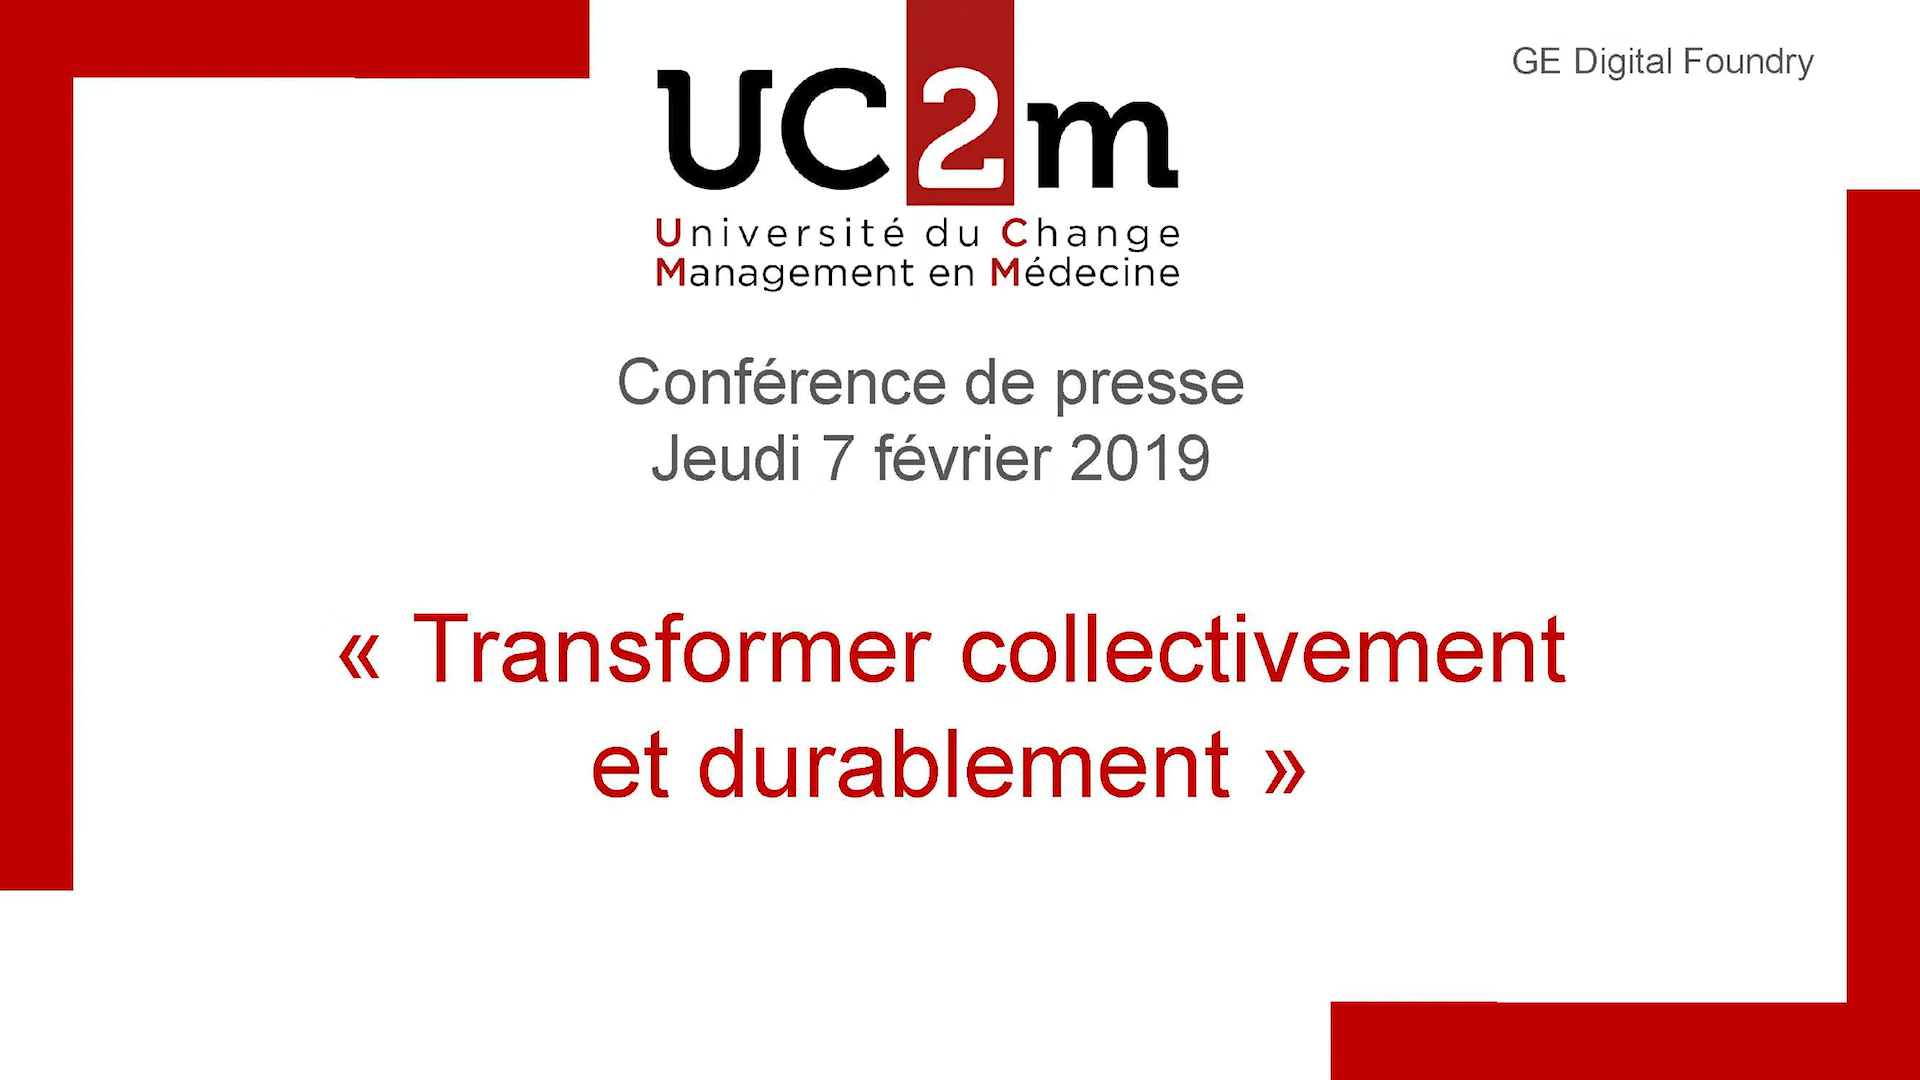 GE Digital Foundry
UC2m
Université du Change
Management en Médecine
Conférence de presse
Jeudi 7 février 2019
« Transformer collectivement
et durablement »